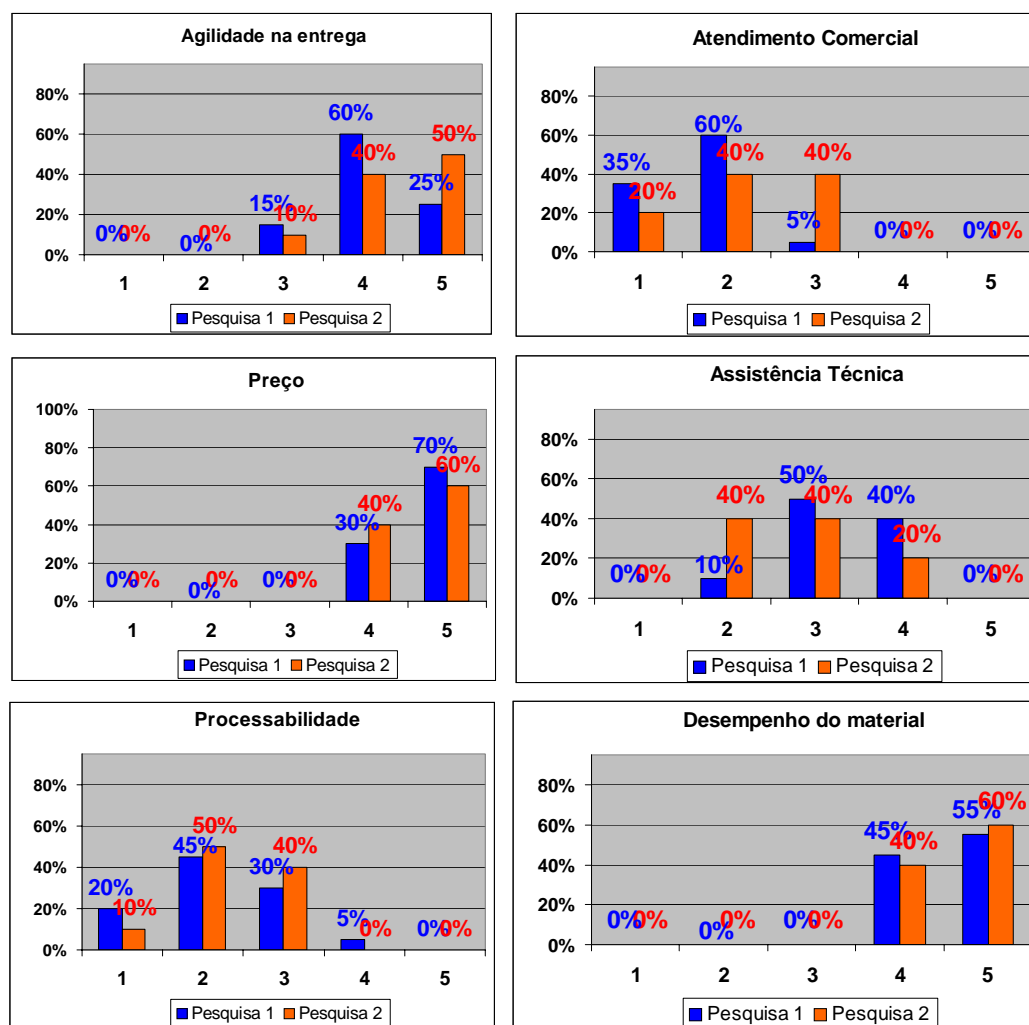 Agilidade na entrega
80%
60%
40%
20%
0%
0% 0% 0% 0% 15% 10% 60% 40% 25% 50%
1 2 3 4 5
Pesquisa 1 Pesquisa 2
Atendimento Comercial
80%
60%
40%
20%
0%
35% 20% 60% 40% 5% 40% 0% 0% 0% 0%
1 2 3 4 5
Pesquisa 1 Pesquisa 2
Preço
100%
80%
60%
40%
20%
0%
0% 0% 0% 0% 0% 0% 30% 40% 70% 60%
1 2 3 4 5
Pesquisa 1 Pesquisa 2
Assistência Técnica
80%
60%
40%
20%
0%
0% 0% 10% 40% 50% 40% 40% 20% 0% 0%
1 2 3 4 5
Pesquisa 1 Pesquisa 2
Processabilidade
80%
60%
40%
20%
0%
20% 10% 45% 50% 30% 40% 5% 0% 0% 0%
1 2 3 4 5
Pesquisa 1 Pesquisa 2
Desempenho do material
80%
60%
40%
20%
0%
0% 0% 0% 0% 0% 0% 45% 40% 55% 60%
1 2 3 4 5
Pesquisa 1 Pesquisa 2